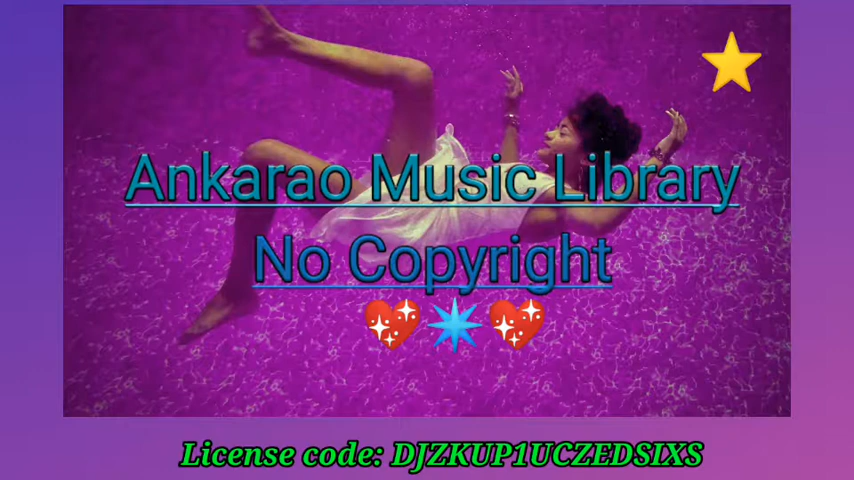 Ankarao Music Library
No Copyright
License code: DJZKUP1UCZEDSIXS